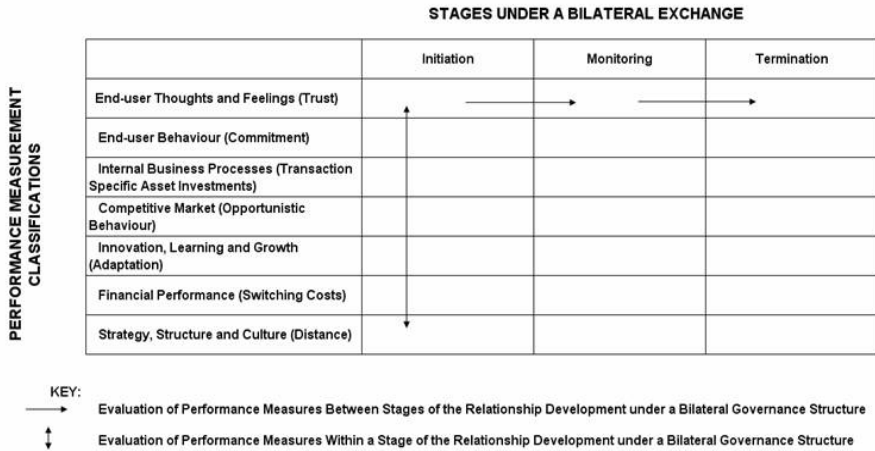 STAGES UNDER A BILATERAL EXCHANGE
Initiation
Monitoring
Termination
PERFORMANCE MEASUREMENT
CLASSIFICATIONS
End-user Thoughts and Feelings (Trust)
End-user Behaviour (Commitment)
Internal Business Processes (Transaction
Specific Asset Investments)
Competitive Market (Opportunistic
Behaviour)
Innovation, Learning and Growth
(Adaptation)
Financial Performance (Switching Costs)
Strategy, Structure and Culture (Distance)
KEY:
Evaluation of Performance Measures Between Stages of the Relationship Development under a Bilateral Governance Structure
Evaluation of Performance Measures Within a Stage of the Relationship Development under a Bilateral Governance Structure